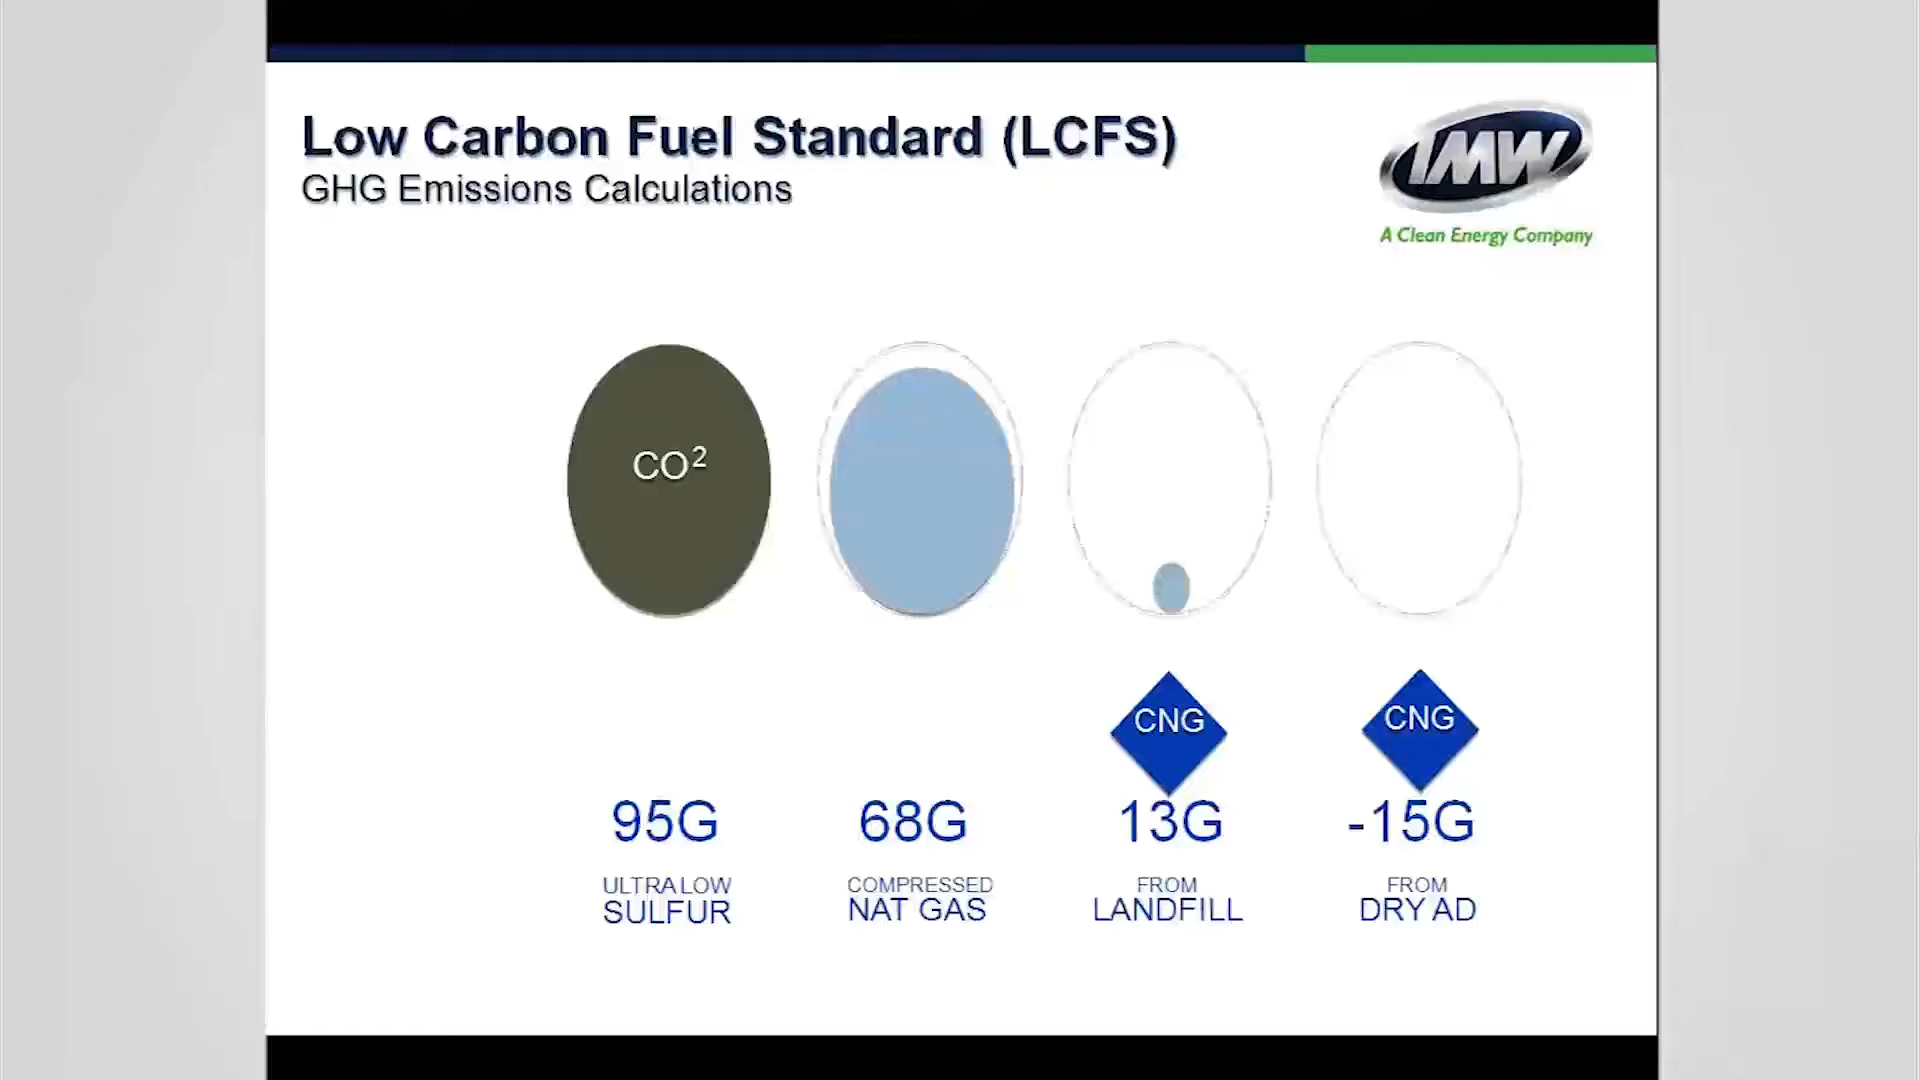 Low Carbon Fuel Standard (LCFS)
GHG Emissions Calculations
IMW
A Clean Energy Company
CO²
CNG
CNG
95G
68G
13G
-15G
ULTRA LOW
SULFUR
COMPRESSED
NAT GAS
FROM
LANDFILL
FROM
DRY AD